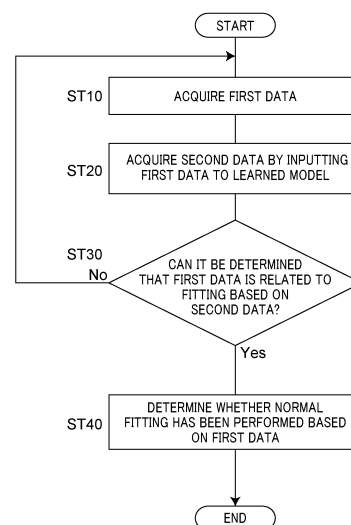 START
ST10
ACQUIRE FIRST DATA
ST20
ACQUIRE SECOND DATA BY INPUTTING
FIRST DATA TO LEARNED MODEL
ST30
No
CAN IT BE DETERMINED
THAT FIRST DATA IS RELATED TO
FITTING BASED ON
SECOND DATA?
Yes
ST40
DETERMINE WHETHER NORMAL
FITTING HAS BEEN PERFORMED BASED
ON FIRST DATA
END